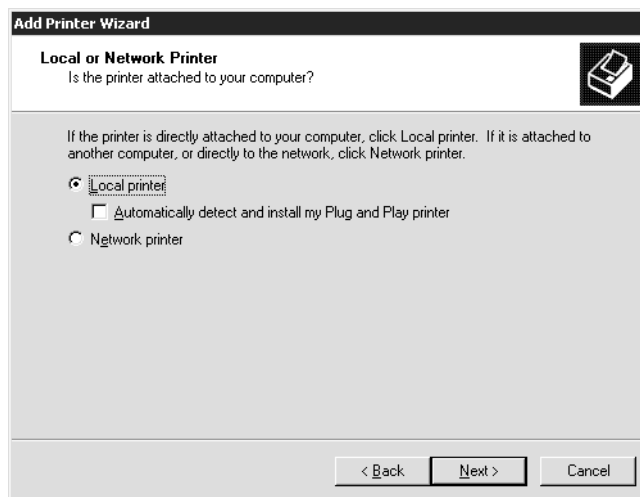 Add Printer Wizard
Local or Network Printer
Is the printer attached to your computer?
If the printer is directly attached to your computer, click Local printer.  If it is attached to
another computer, or directly to the network, click Network printer.
Local printer
Automatically detect and install my Plug and Play printer
Network printer
< Back
Next >
Cancel